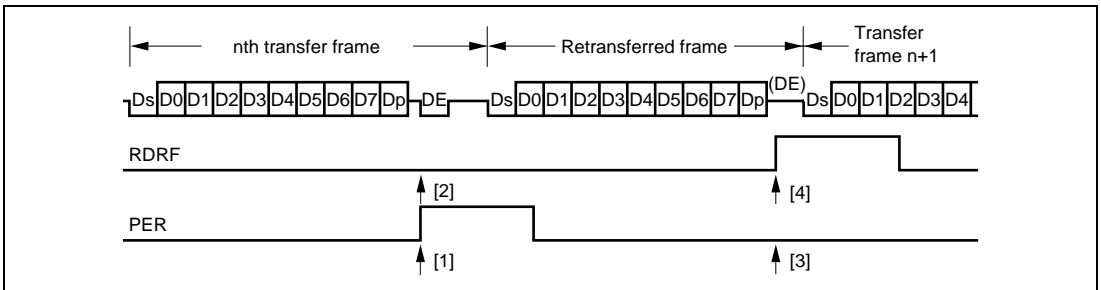 nth transfer frame
Retransferred frame
Transfer
frame n+1
Ds D0 D1 D2 D3 D4 D5 D6 D7 Dp DE Ds D0 D1 D2 D3 D4 D5 D6 D7 Dp (DE) Ds D0 D1 D2 D3 D4
RDRF
[2] [4]
PER
[1] [3]